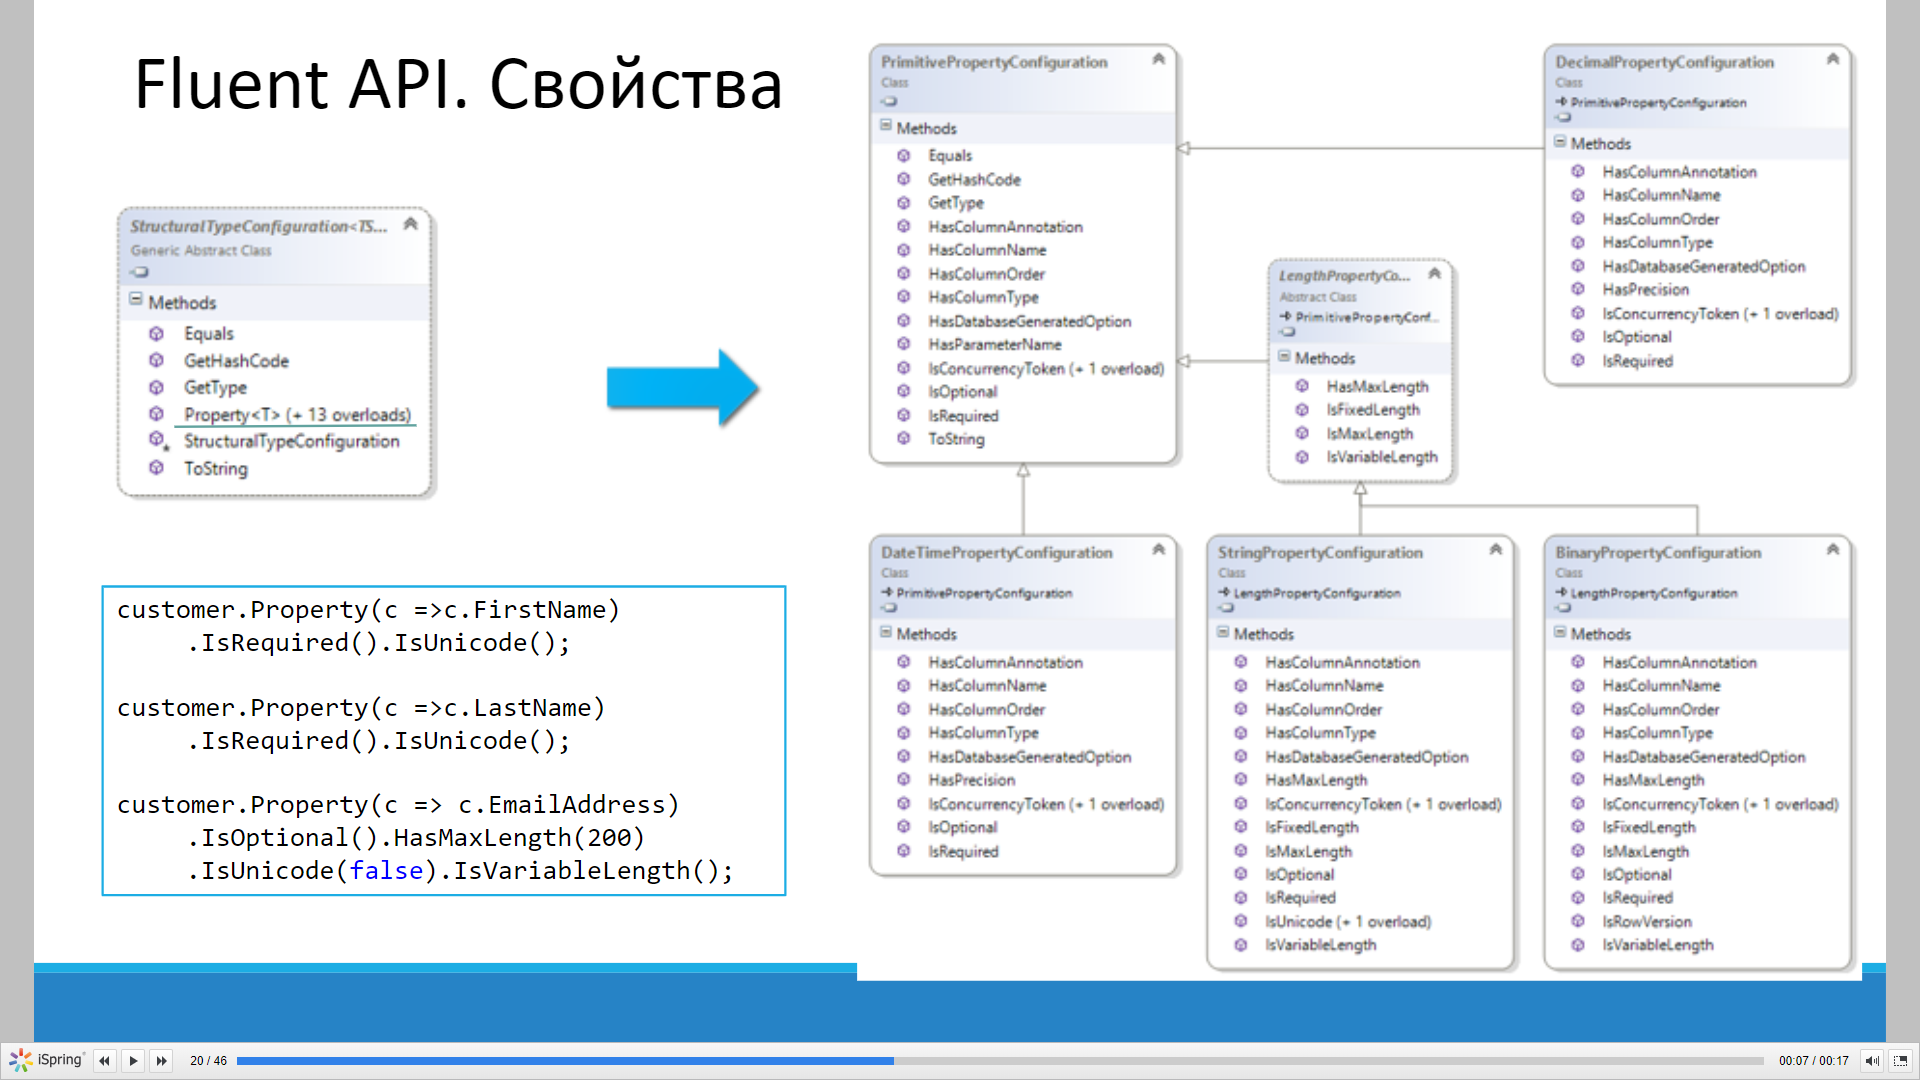 Fluent API. Свойства
StructuralTypeConfiguration<TS...
Generic Abstract Class
Methods
Equals
GetHashCode
GetType
Property<T> (+ 13 overloads)
StructuralTypeConfiguration
ToString
customer.Property(c =>c.FirstName)
.IsRequired().IsUnicode();
customer.Property(c =>c.LastName)
.IsRequired().IsUnicode();
customer.Property(c => c.EmailAddress)
.IsOptional().HasMaxLength(200)
.IsUnicode(false).IsVariableLength();
PrimitivePropertyConfiguration
Class
Methods
Equals
GetHashCode
GetType
HasColumnAnnotation
HasColumnName
HasColumnOrder
HasColumnType
HasDatabaseGeneratedOption
HasParameterName
IsConcurrencyToken (+ 1 overload)
IsOptional
IsRequired
ToString
LengthPropertyCo...
Abstract Class
PrimitivePropertyConf...
Methods
HasMaxLength
IsFixedLength
IsMaxLength
IsVariableLength
DecimalPropertyConfiguration
Class
PrimitivePropertyConfiguration
Methods
HasColumnAnnotation
HasColumnName
HasColumnOrder
HasColumnType
HasDatabaseGeneratedOption
HasPrecision
IsConcurrencyToken (+ 1 overload)
IsOptional
IsRequired
DateTimePropertyConfiguration
Class
PrimitivePropertyConfiguration
Methods
HasColumnAnnotation
HasColumnName
HasColumnOrder
HasColumnType
HasDatabaseGeneratedOption
HasPrecision
IsConcurrencyToken (+ 1 overload)
IsOptional
IsRequired
StringPropertyConfiguration
Class
LengthPropertyConfiguration
Methods
HasColumnAnnotation
HasColumnName
HasColumnOrder
HasColumnType
HasDatabaseGeneratedOption
HasMaxLength
IsConcurrencyToken (+ 1 overload)
IsFixedLength
IsMaxLength
IsOptional
IsRequired
IsUnicode (+ 1 overload)
IsVariableLength
BinaryPropertyConfiguration
Class
LengthPropertyConfiguration
Methods
HasColumnAnnotation
HasColumnName
HasColumnOrder
HasColumnType
HasDatabaseGeneratedOption
HasMaxLength
IsConcurrencyToken (+ 1 overload)
IsFixedLength
IsMaxLength
IsOptional
IsRequired
IsRowVersion
IsVariableLength
iSpring
20 / 46
00:07 / 00:17